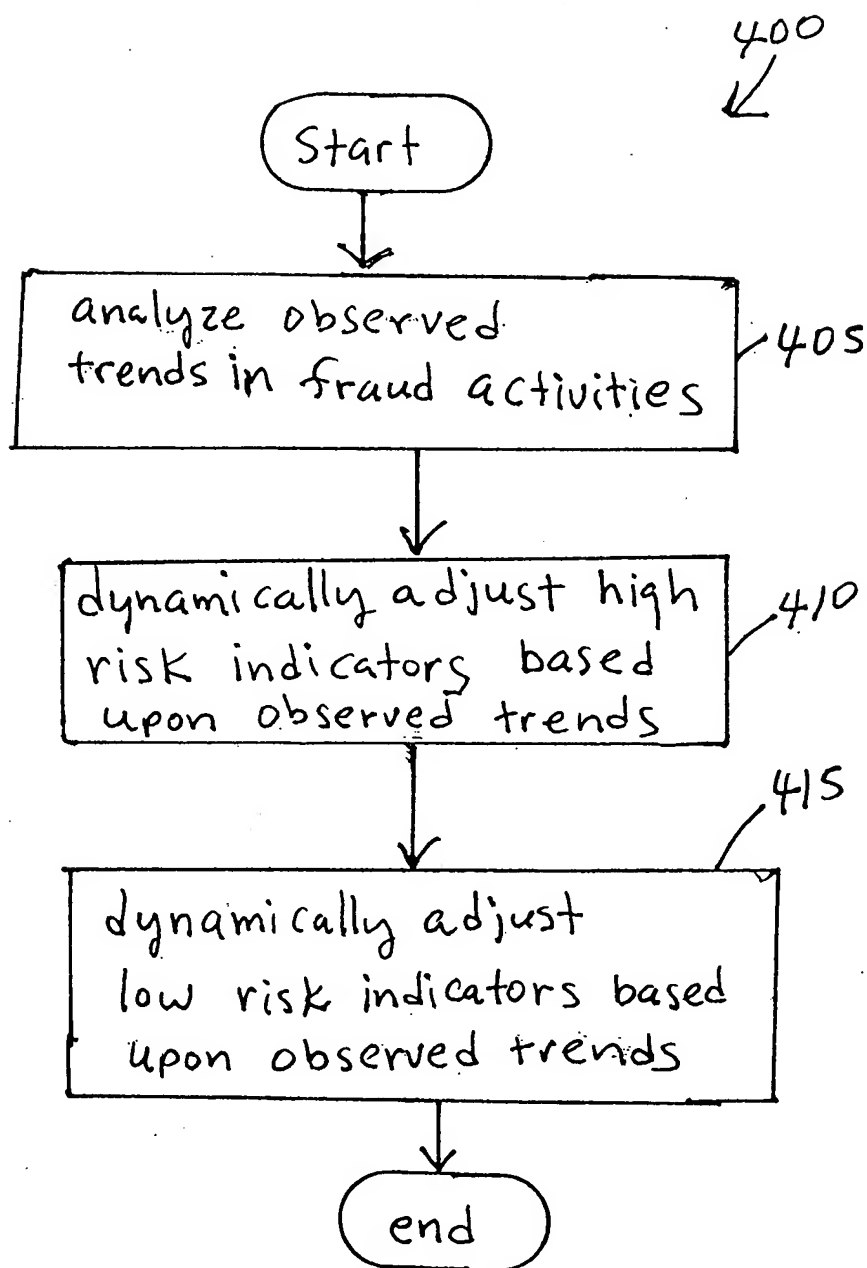 400
Start
analyze observed
trends in fraud activities
405
dynamically adjust high
risk indicators based
upon observed trends
410
415
dynamically adjust
low risk indicators based
upon observed trends
end